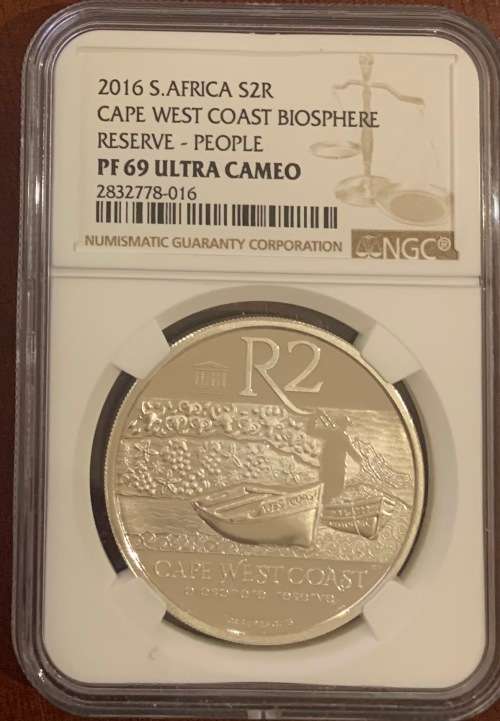 2016 S.AFRICA S2R
CAPE WEST COAST BIOSPHERE
RESERVE - PEOPLE
PF 69 ULTRA CAMEO
2832778-016
NUMISMATIC GUARANTY CORPORATION
NGC®
R2
CAPE WEST COAST
reserve